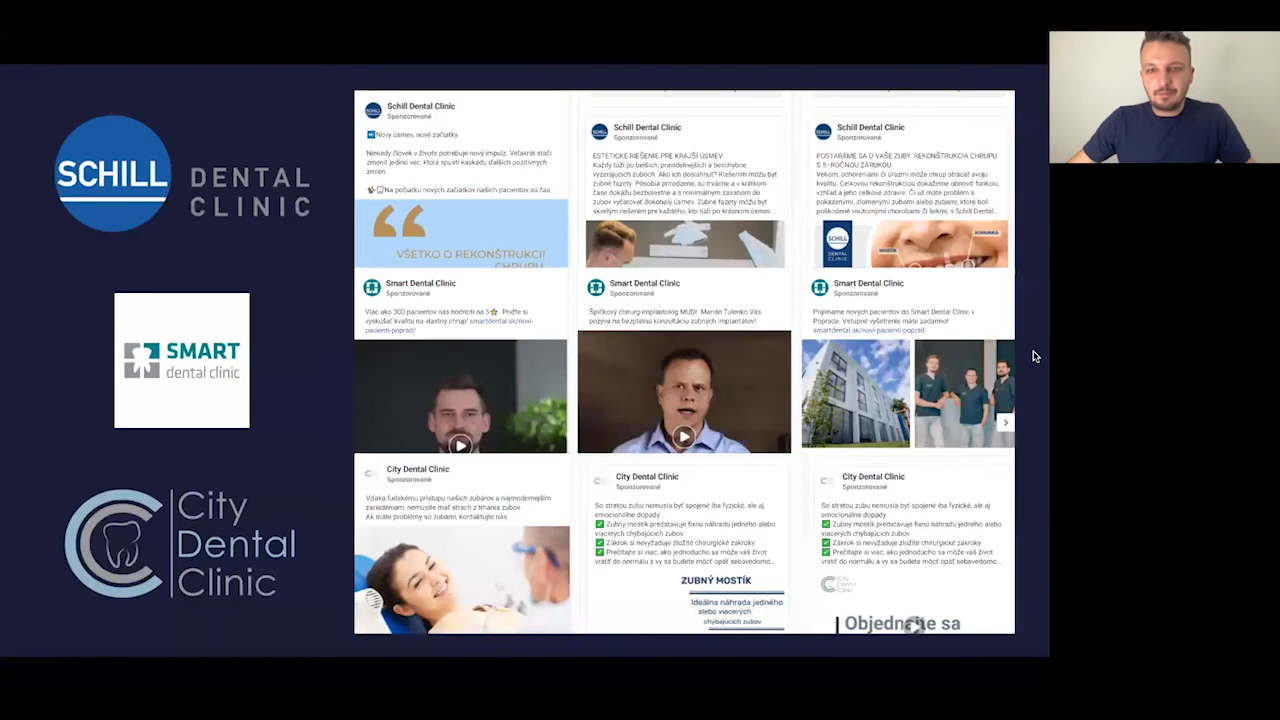 SCHILL
DENTAL
CLINIC
SMART
dental clinic
City
Dental
Clinic
Schill Dental Clinic
Sponzorované
Nový úsmev, nové začiatky.
Niekedy človek v živote potrebuje nový impulz. Veľakrát stačí
zmeniť jedinú vec, ktorá spustí kaskádu ďalších pozitívnych
zmien.
Na počiatku nových začiatkov našich pacientov sú čas...
VŠETKO O REKONŠTRUKCII
CHRUPU
Schill Dental Clinic
Sponzorované
ESTETICKÉ RIEŠENIE PRE KRAJŠÍ ÚSMEV
Každý túži po belších, pravidelnejších a bezchybne
vyzerajúcich zuboch. Ako ich dosiahnuť? Riešením môžu byť
zubné fazety. Pôsobia prirodzene, sú trvácne a v krátkom
čase dokážu bezbolestne a s minimálnym zásahom do
zubov vyčarovať dokonalý úsmev. Zubné fazety môžu byť
skvelým riešením pre každého, kto túži po krásnom úsmev...
Schill Dental Clinic
Sponzorované
POSTARÁME SA O VAŠE ZUBY: REKONŠTRUKCIA CHRUPU
S 5-ROČNOU ZÁRUKOU
Vekom, ochoreniami či úrazmi môže chrup strácať svoju
kvalitu. Celkovou rekonštrukciou dokážeme obnoviť funkciu,
vzhľad a jeho celkové zdravie. Či už máte problém s
pokazenými, zlomenými zubami alebo zubami, ktoré boli
poškodené vnútornými chorobami či liekmi, v Schill Dental...
SCHILL
DENTAL
CLINIC
MOSTÍK
KORUNKA
Smart Dental Clinic
Sponzorované
Viac ako 300 pacientov nás hodnotí na 5⭐. Príďte si
vyskúšať kvalitu na vlastný chrup! smartdental.sk/novi-
pacienti-poprad/
Smart Dental Clinic
Sponzorované
Špičkový chirurg-implantológ MUDr. Marián Tulenko Vás
pozýva na bezplatnú konzultáciu zubných implantátov!
Smart Dental Clinic
Sponzorované
Prijímame nových pacientov do Smart Dental Clinic v
Poprade. Vstupné vyšetrenie máte zadarmo!
smartdental.sk/novi-pacienti-poprad
City Dental Clinic
Sponzorované
Vďaka ľudskému prístupu našich zubárov a najmodernejším
zariadeniam, nemusíte mať strach z trhania zubov.
Ak máte problémy so zubami, kontaktujte nás.
City Dental Clinic
Sponzorované
So stratou zubu nemusia byť spojené iba fyzické, ale aj
emocionálne dopady
✅ Zubný mostík predstavuje fixnú náhradu jedného alebo
viacerých chýbajúcich zubov
✅ Zákrok si nevyžaduje zložité chirurgické zákroky
✅ Prečítajte si viac, ako jednoducho sa môže váš život
vrátiť do normálu a vy sa budete môcť opäť sebavedomo...
ZUBNÝ MOSTÍK
Ideálna náhrada jedného
alebo viacerých
chýbajúcich zubov
City Dental Clinic
Sponzorované
So stratou zubu nemusia byť spojené iba fyzické, ale aj
emocionálne dopady
✅ Zubný mostík predstavuje fixnú náhradu jedného alebo
viacerých chýbajúcich zubov
✅ Zákrok si nevyžaduje zložité chirurgické zákroky
✅ Prečítajte si viac, ako jednoducho sa môže váš život
vrátiť do normálu a vy sa budete môcť opäť sebavedomo...
City
Dental
Clinic
Objednajte sa